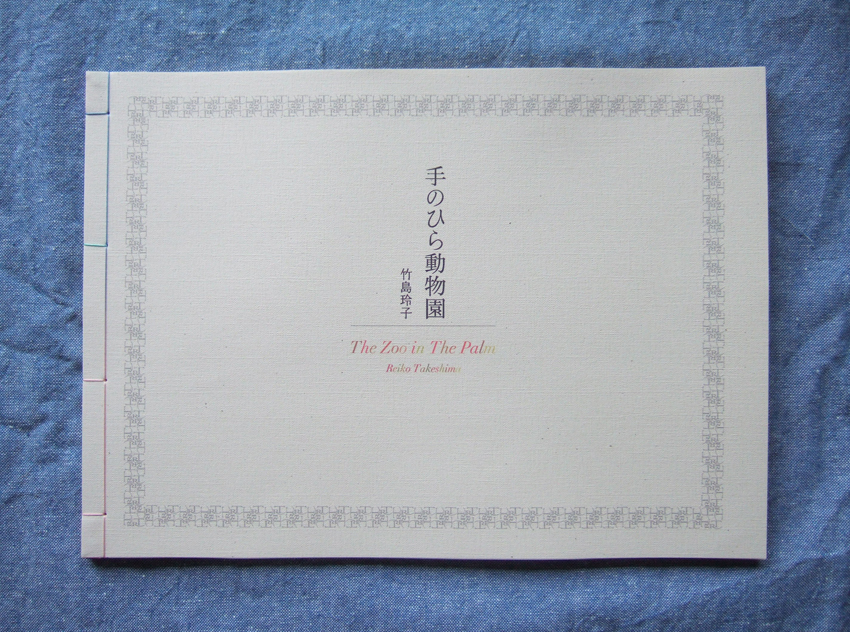 手のひら動物園
竹島玲子
The Zoo in The Palm
Reiko Takeshima